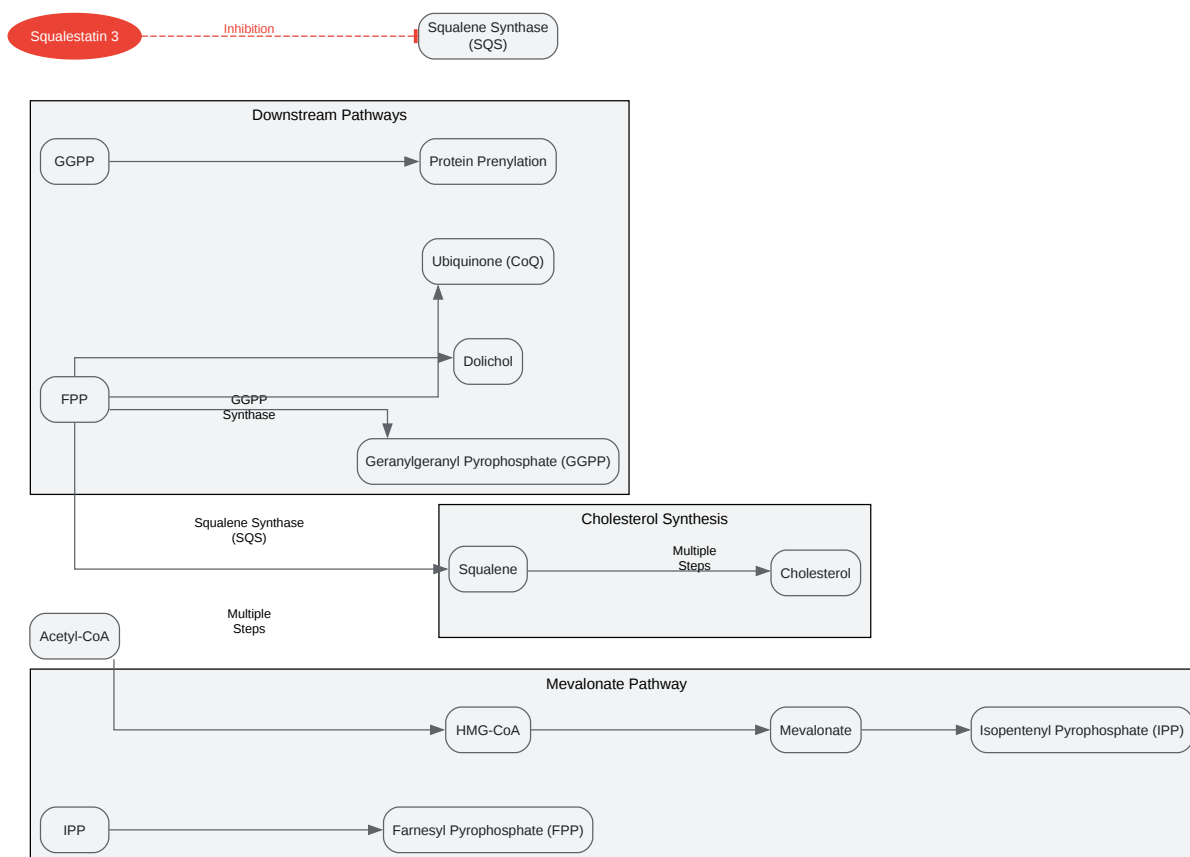 Squalestatin 3
Inhibition
Squalene Synthase
(SQS)
Downstream Pathways
GGPP
Protein Prenylation
Ubiquinone (CoQ)
Dolichol
FPP
GGPP
Synthase
Geranylgeranyl Pyrophosphate (GGPP)
Squalene Synthase
(SQS)
Cholesterol Synthesis
Squalene
Multiple
Steps
Cholesterol
Multiple
Steps
Acetyl-CoA
Mevalonate Pathway
HMG-CoA
Mevalonate
Isopentenyl Pyrophosphate (IPP)
IPP
Farnesyl Pyrophosphate (FPP)